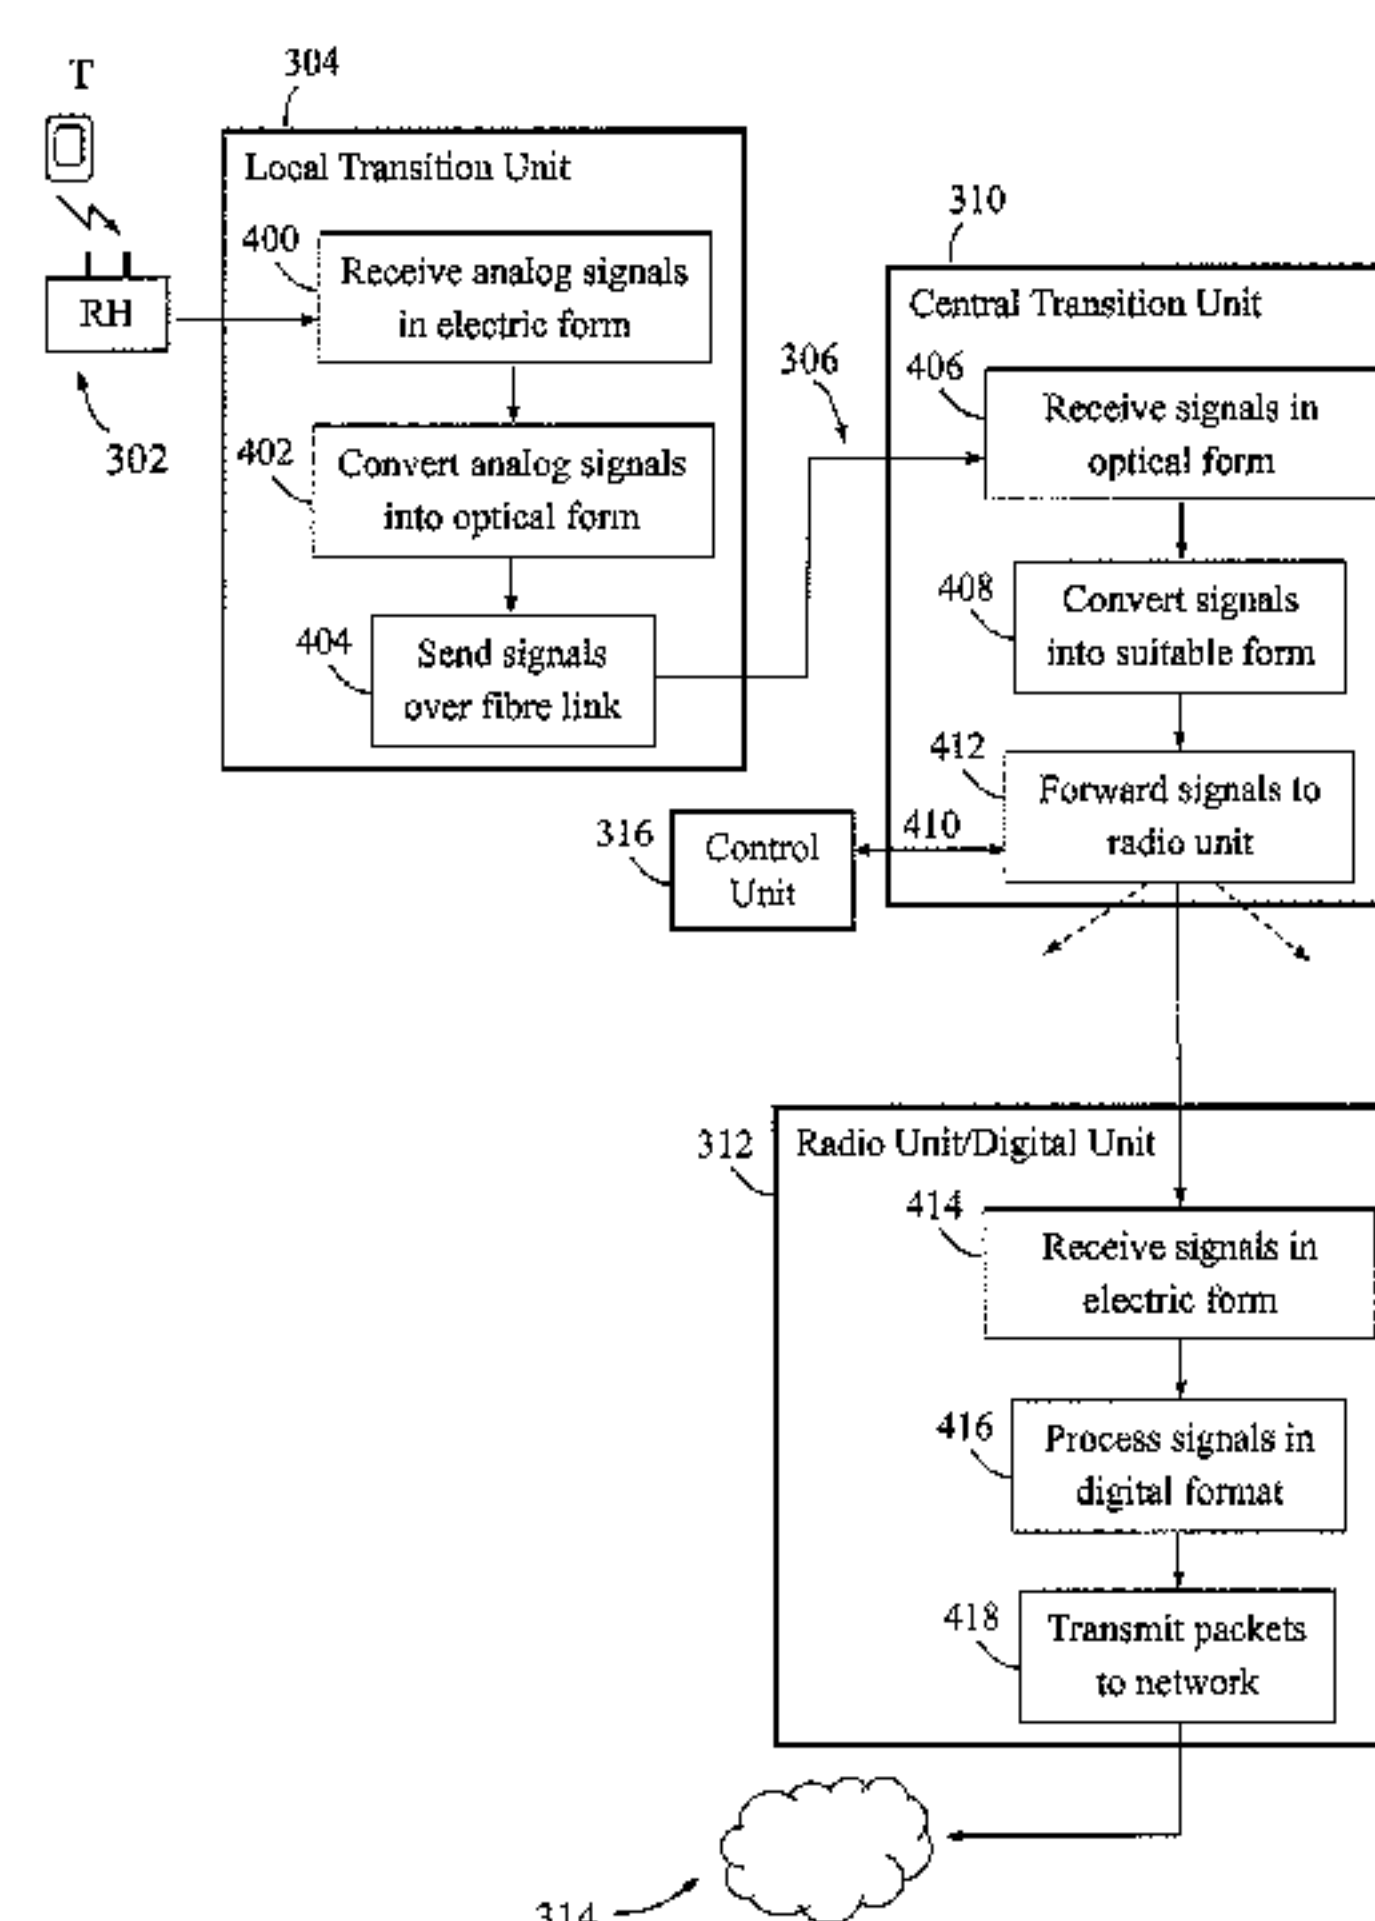 T
304
Local Transition Unit
400
Receive analog signals
in electric form
RH
302
402
Convert analog signals
into optical form
404
Send signals
over fibre link
306
310
Central Transition Unit
406
Receive signals in
optical form
408
Convert signals
into suitable form
412
Forward signals to
radio unit
410
316
Control
Unit
312
Radio Unit/Digital Unit
414
Receive signals in
electric form
416
Process signals in
digital format
418
Transmit packets
to network
314